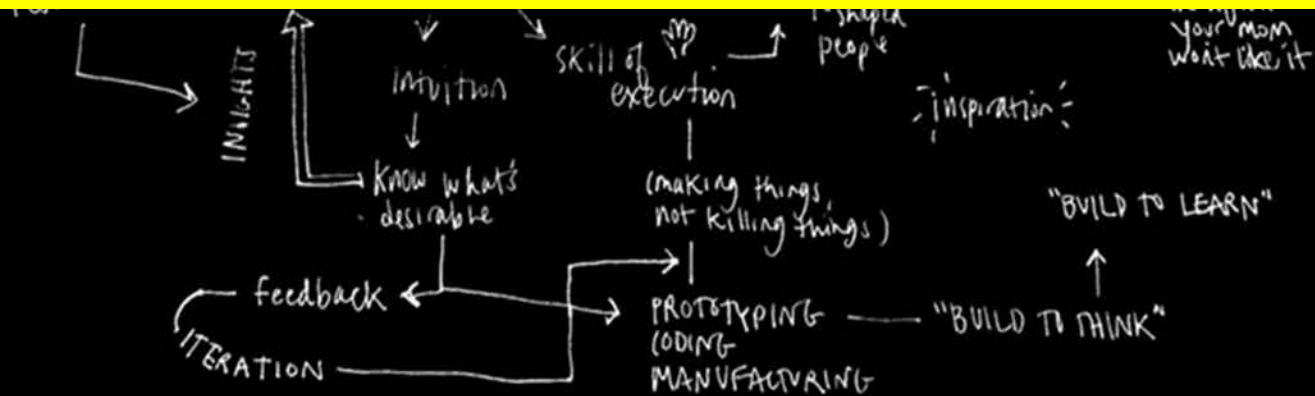 T-shaped
people
your mom
won't like it
INSIGHTS
intuition
skill of
execution
inspiration
know what's
desirable
(making things,
not killing things)
"BUILD TO LEARN"
feedback
ITERATION
PROTOTYPING
CODING
MANUFACTURING
"BUILD TO THINK"